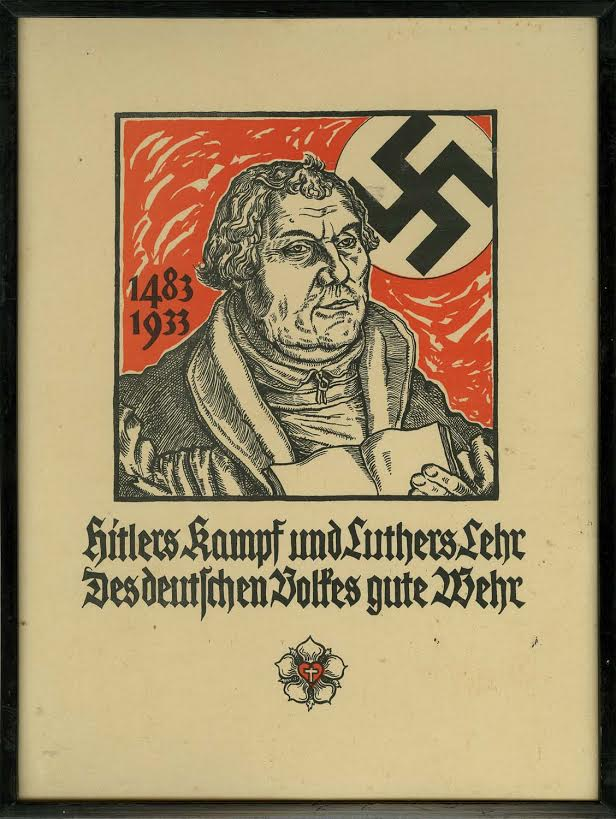 1483
1933
Hitlers Kampf und Luthers Lehr
Des deutschen Volkes gute Wehr